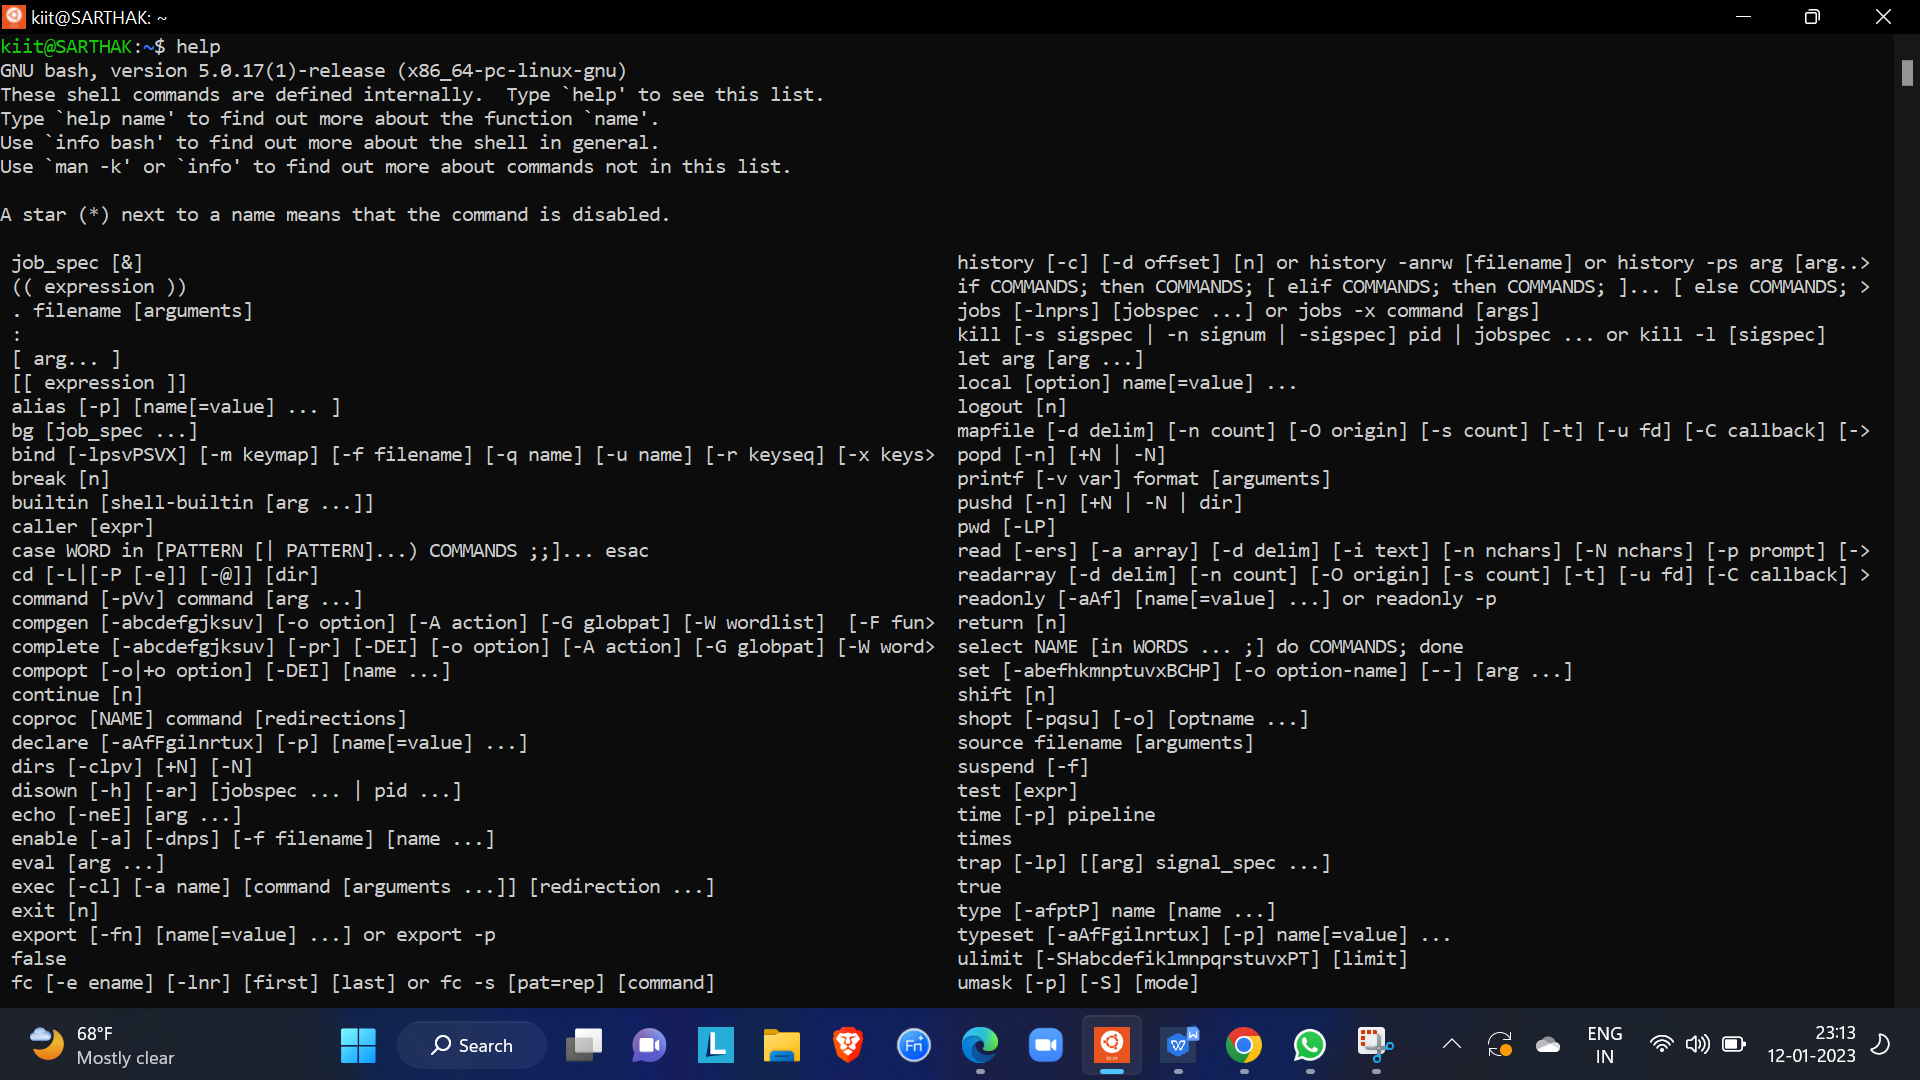 kiit@SARTHAK: ~
kiit@SARTHAK:~$ help
GNU bash, version 5.0.17(1)-release (x86_64-pc-linux-gnu)
These shell commands are defined internally.  Type `help' to see this list.
Type `help name' to find out more about the function `name'.
Use `info bash' to find out more about the shell in general.
Use `man -k' or `info' to find out more about commands not in this list.
A star (*) next to a name means that the command is disabled.
job_spec [&]
(( expression ))
. filename [arguments]
:
[ arg... ]
[[ expression ]]
alias [-p] [name[=value] ... ]
bg [job_spec ...]
bind [-lpsvPSVX] [-m keymap] [-f filename] [-q name] [-u name] [-r keyseq] [-x keys>
break [n]
builtin [shell-builtin [arg ...]]
caller [expr]
case WORD in [PATTERN [| PATTERN]...) COMMANDS ;;]... esac
cd [-L|[-P [-e]] [-@]] [dir]
command [-pVv] command [arg ...]
compgen [-abcdefgjksuv] [-o option] [-A action] [-G globpat] [-W wordlist]  [-F fun>
complete [-abcdefgjksuv] [-pr] [-DEI] [-o option] [-A action] [-G globpat] [-W word>
compopt [-o|+o option] [-DEI] [name ...]
continue [n]
coproc [NAME] command [redirections]
declare [-aAfFgilnrtux] [-p] [name[=value] ...]
dirs [-clpv] [+N] [-N]
disown [-h] [-ar] [jobspec ... | pid ...]
echo [-neE] [arg ...]
enable [-a] [-dnps] [-f filename] [name ...]
eval [arg ...]
exec [-cl] [-a name] [command [arguments ...]] [redirection ...]
exit [n]
export [-fn] [name[=value] ...] or export -p
false
fc [-e ename] [-lnr] [first] [last] or fc -s [pat=rep] [command]
history [-c] [-d offset] [n] or history -anrw [filename] or history -ps arg [arg..>
if COMMANDS; then COMMANDS; [ elif COMMANDS; then COMMANDS; ]... [ else COMMANDS; >
jobs [-lnprs] [jobspec ...] or jobs -x command [args]
kill [-s sigspec | -n signum | -sigspec] pid | jobspec ... or kill -l [sigspec]
let arg [arg ...]
local [option] name[=value] ...
logout [n]
mapfile [-d delim] [-n count] [-O origin] [-s count] [-t] [-u fd] [-C callback] [->
popd [-n] [+N | -N]
printf [-v var] format [arguments]
pushd [-n] [+N | -N | dir]
pwd [-LP]
read [-ers] [-a array] [-d delim] [-i text] [-n nchars] [-N nchars] [-p prompt] [->
readarray [-d delim] [-n count] [-O origin] [-s count] [-t] [-u fd] [-C callback] >
readonly [-aAf] [name[=value] ...] or readonly -p
return [n]
select NAME [in WORDS ... ;] do COMMANDS; done
set [-abefhkmnptuvxBCHP] [-o option-name] [--] [arg ...]
shift [n]
shopt [-pqsu] [-o] [optname ...]
source filename [arguments]
suspend [-f]
test [expr]
time [-p] pipeline
times
trap [-lp] [[arg] signal_spec ...]
true
type [-afptP] name [name ...]
typeset [-aAfFgilnrtux] [-p] name[=value] ...
ulimit [-SHabcdefiklmnpqrstuvxPT] [limit]
umask [-p] [-S] [mode]
68°F
Mostly clear
Search
L
Fn
W
ENG
IN
23:13
12-01-2023